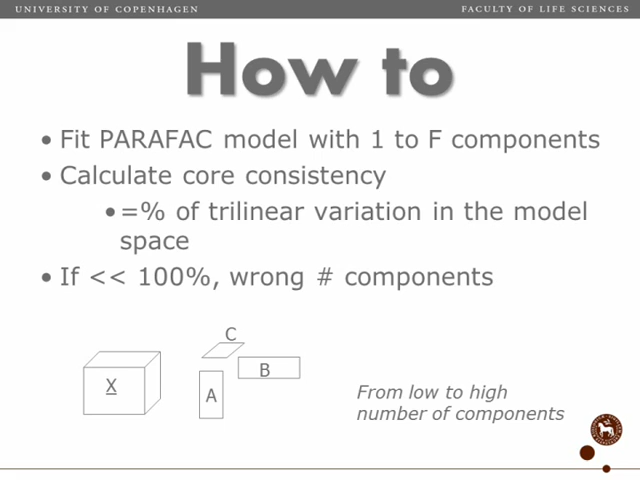 UNIVERSITY OF COPENHAGEN
FACULTY OF LIFE SCIENCES
How to
• Fit PARAFAC model with 1 to F components
• Calculate core consistency
• =% of trilinear variation in the model
space
• If << 100%, wrong # components
C
B
X
A
From low to high
number of components